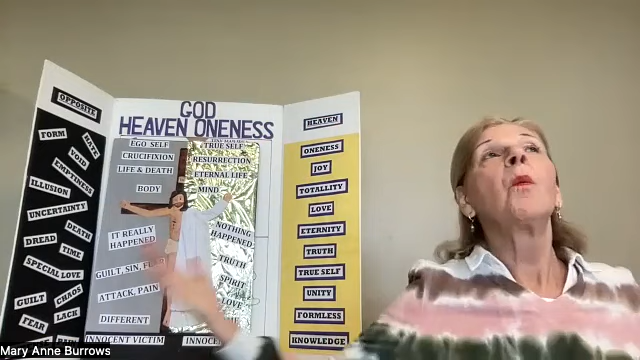 OPPOSITE
FORM
HATE
VOID
EMPTINESS
ILLUSION
UNCERTAINTY
DEATH
DREAD
TIME
SPECIAL LOVE
CHAOS
GUILT
LACK
FEAR
GOD
HEAVEN ONENESS
EGO SELF
CRUCIFIXION
LIFE & DEATH
BODY
IT REALLY
HAPPENED
GUILT, SIN,
ATTACK, PAIN
DIFFERENT
INNOCENT VICTIM
TRUE SELF
RESURRECTION
ETERNAL LIFE
MIND
NOTHING
HAPPENED
TRUTH
SPIRIT
LOVE
HEAVEN
ONENESS
JOY
TOTALLITY
LOVE
ETERNITY
TRUTH
TRUE SELF
UNITY
FORMLESS
KNOWLEDGE
Mary Anne Burrows